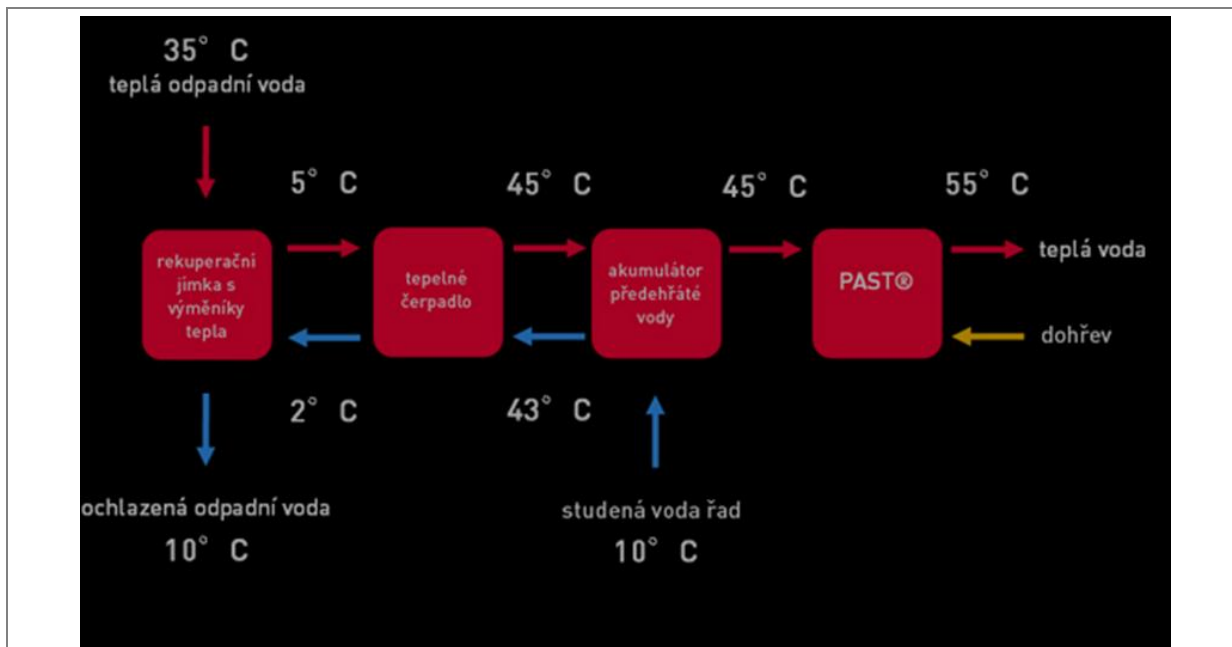 35° C
teplá odpadní voda
5° C
45° C
45° C
55° C
rekuperační
jímka s
výměníky
tepla
tepelné
čerpadlo
akumulátor
předehřáté
vody
PAST®
teplá voda
dohřev
2° C
43° C
ochlazená odpadní voda
10° C
studená voda řad
10° C